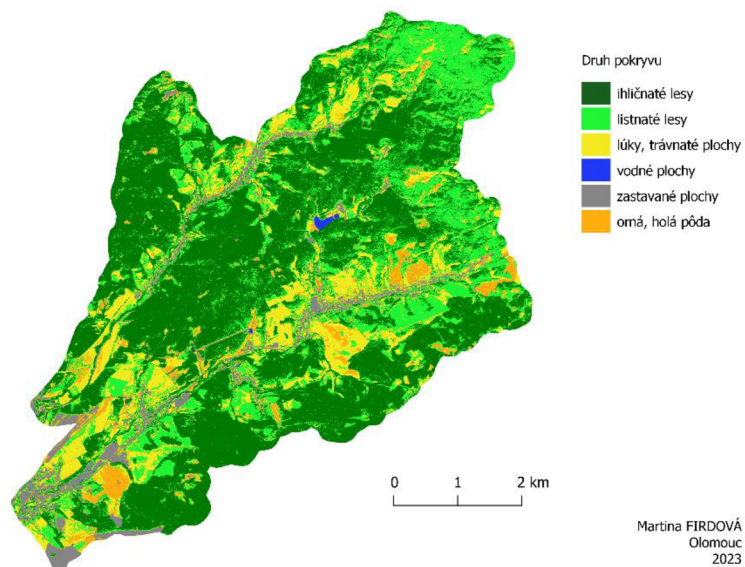 Druh pokryvu
ihličnaté lesy
listnaté lesy
lúky, trávnaté plochy
vodné plochy
zastavané plochy
orná, holá pôda
0 1 2 km
Martina FIRDOVÁ
Olomouc
2023